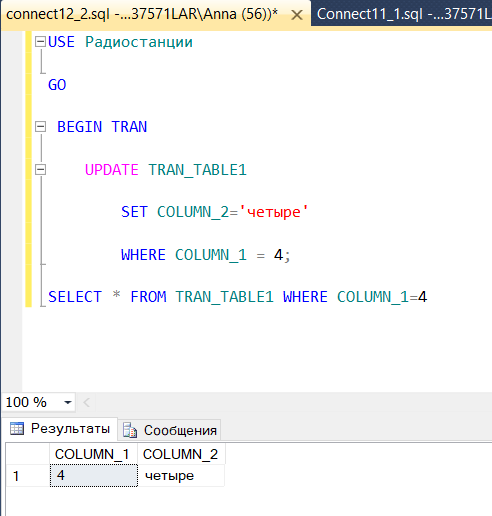 connect12_2.sql -...37571LAR\Anna (56))* Connect11_1.sql -...37571L
USE Радиостанции
GO
BEGIN TRAN
UPDATE TRAN_TABLE1
SET COLUMN_2='четыре'
WHERE COLUMN_1 = 4;
SELECT * FROM TRAN_TABLE1 WHERE COLUMN_1=4
100 %
Результаты Сообщения
COLUMN_1 COLUMN_2
1 4 четыре